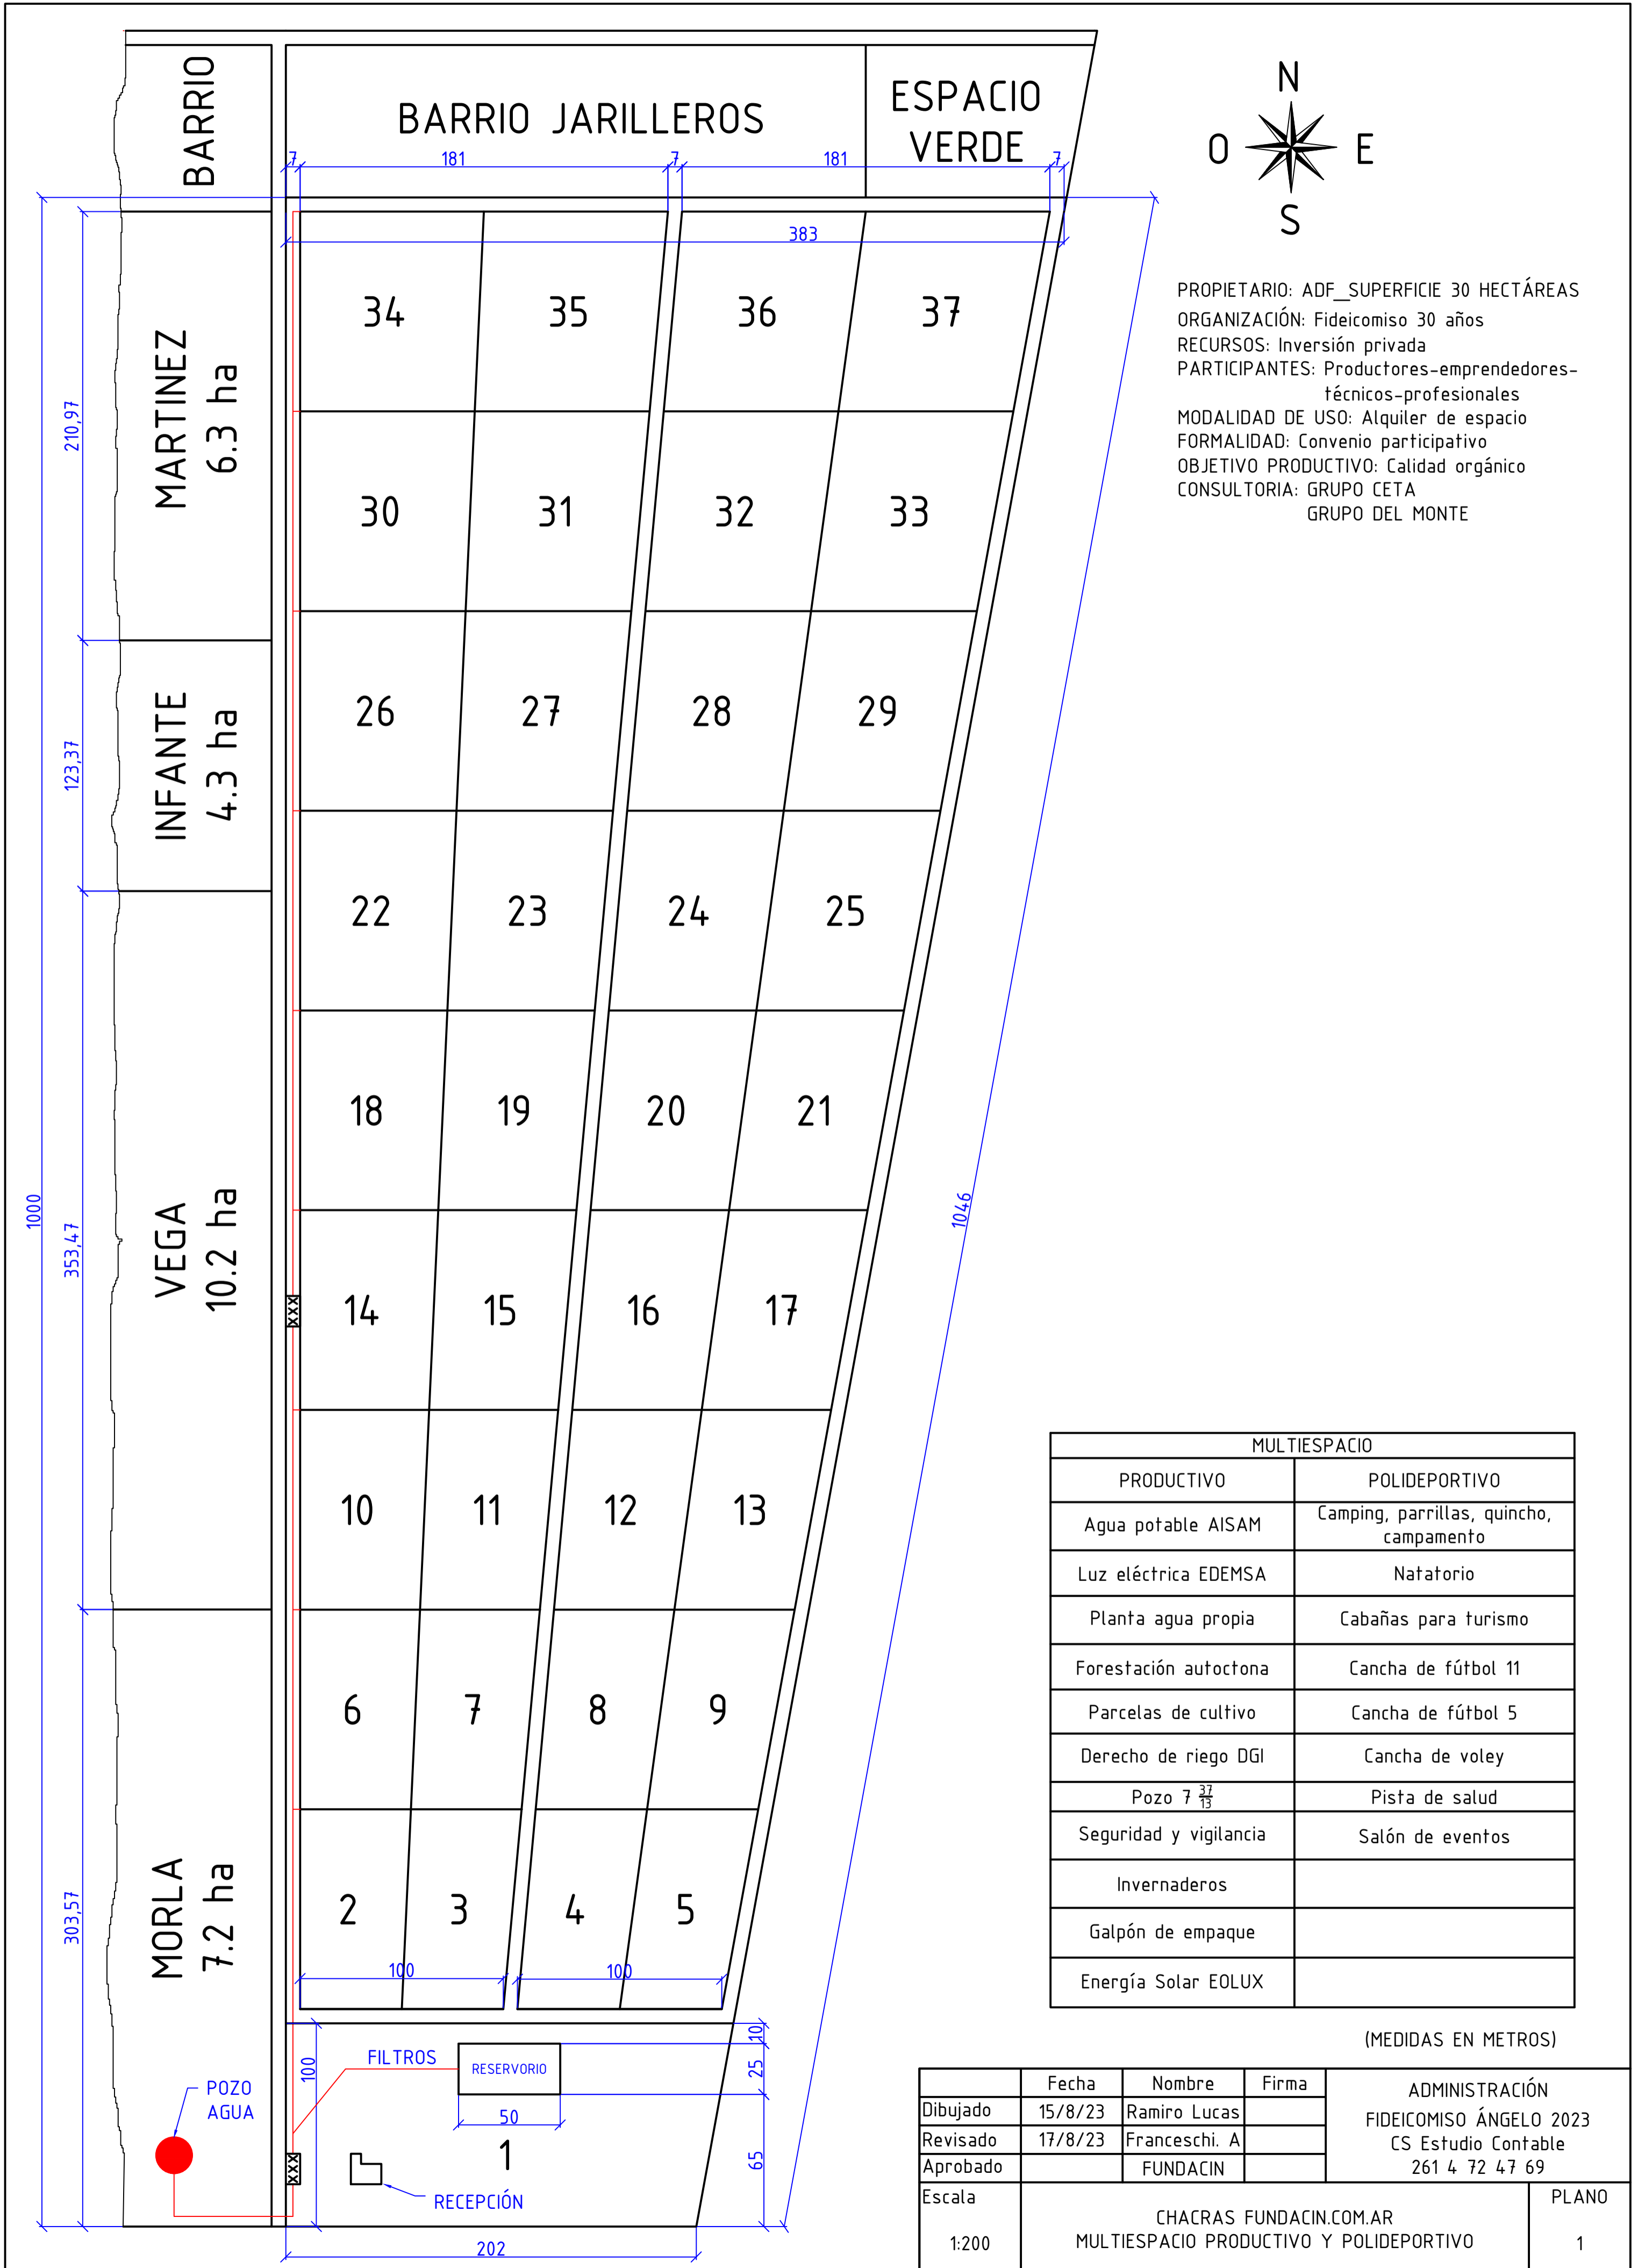 BARRIO
BARRIO JARILLEROS
ESPACIO
VERDE
N
O
E
S
7
181
7
181
7
383
PROPIETARIO: ADF_SUPERFICIE 30 HECTÁREAS
ORGANIZACIÓN: Fideicomiso 30 años
RECURSOS: Inversión privada
PARTICIPANTES: Productores-emprendedores-
técnicos-profesionales
MODALIDAD DE USO: Alquiler de espacio
FORMALIDAD: Convenio participativo
OBJETIVO PRODUCTIVO: Calidad orgánico
CONSULTORIA: GRUPO CETA
GRUPO DEL MONTE
MARTINEZ
6.3 ha
210,97
INFANTE
4.3 ha
123,37
VEGA
10.2 ha
353,47
1000
MORLA
7.2 ha
303,57
34
35
36
37
30
31
32
33
26
27
28
29
22
23
24
25
18
19
20
21
1046
14
15
16
17
XXX
10
11
12
13
6
7
8
9
2
3
4
5
100
100
10
25
65
100
FILTROS
RESERVORIO
50
POZO
AGUA
XXX
1
RECEPCIÓN
202
MULTIESPACIO
PRODUCTIVO
POLIDEPORTIVO
Agua potable AISAM
Camping, parrillas, quincho,
campamento
Luz eléctrica EDEMSA
Natatorio
Planta agua propia
Cabañas para turismo
Forestación autoctona
Cancha de fútbol 11
Parcelas de cultivo
Cancha de fútbol 5
Derecho de riego DGI
Cancha de voley
Pozo 7 37/13
Pista de salud
Seguridad y vigilancia
Salón de eventos
Invernaderos
Galpón de empaque
Energía Solar EOLUX
(MEDIDAS EN METROS)
Fecha
Nombre
Firma
Dibujado
15/8/23
Ramiro Lucas
Revisado
17/8/23
Franceschi. A
Aprobado
FUNDACIN
ADMINISTRACIÓN
FIDEICOMISO ÁNGELO 2023
CS Estudio Contable
261 4 72 47 69
Escala
1:200
CHACRAS FUNDACIN.COM.AR
MULTIESPACIO PRODUCTIVO Y POLIDEPORTIVO
PLANO
1